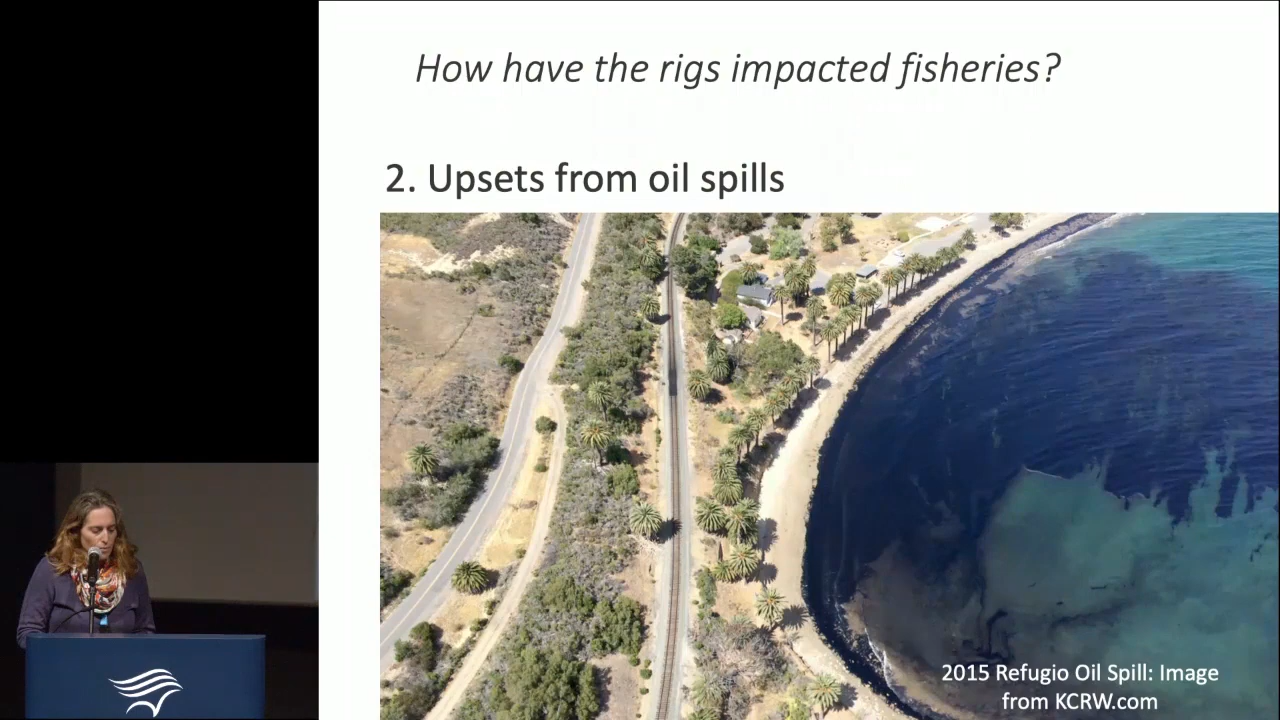 How have the rigs impacted fisheries?
2. Upsets from oil spills
2015 Refugio Oil Spill: Image
from KCRW.com